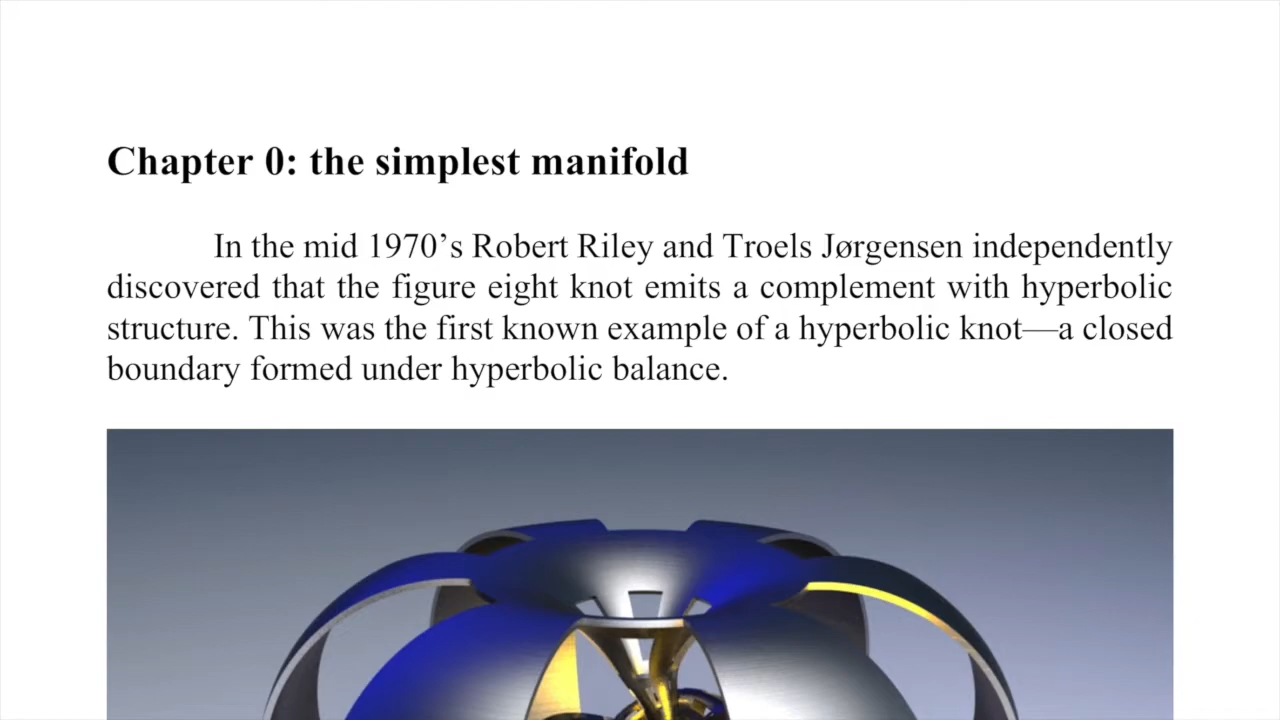 Chapter 0: the simplest manifold
In the mid 1970’s Robert Riley and Troels Jørgensen independently
discovered that the figure eight knot emits a complement with hyperbolic
structure. This was the first known example of a hyperbolic knot—a closed
boundary formed under hyperbolic balance.